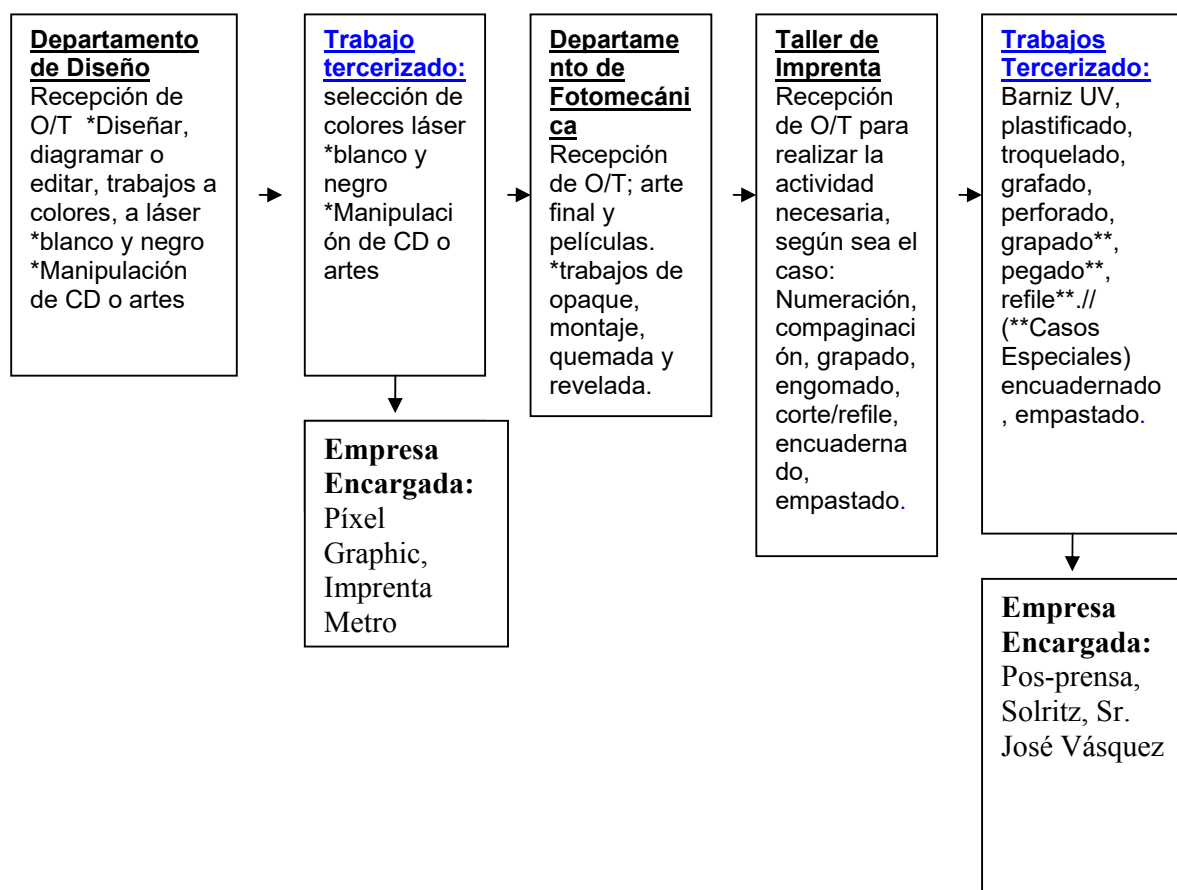 Departamento
de Diseño
Recepción de
O/T  *Diseñar,
diagramar o
editar, trabajos a
colores, a láser
*blanco y negro
*Manipulación
de CD o artes
Trabajo
tercerizado:
selección de
colores láser
*blanco y
negro
*Manipulaci
ón de CD o
artes
Empresa
Encargada:
Píxel
Graphic,
Imprenta
Metro
Departame
nto de
Fotomecáni
ca
Recepción
de O/T; arte
final y
películas.
*trabajos de
opaque,
montaje,
quemada y
revelada.
Taller de
Imprenta
Recepción
de O/T para
realizar la
actividad
necesaria,
según sea el
caso:
Numeración,
compaginaci
ón, grapado,
engomado,
corte/refile,
encuaderna
do,
empastado.
Trabajos
Tercerizado:
Barniz UV,
plastificado,
troquelado,
grafado,
perforado,
grapado**,
pegado**,
refile**.//
(**Casos
Especiales)
encuadernado
, empastado.
Empresa
Encargada:
Pos-prensa,
Solritz, Sr.
José Vásquez